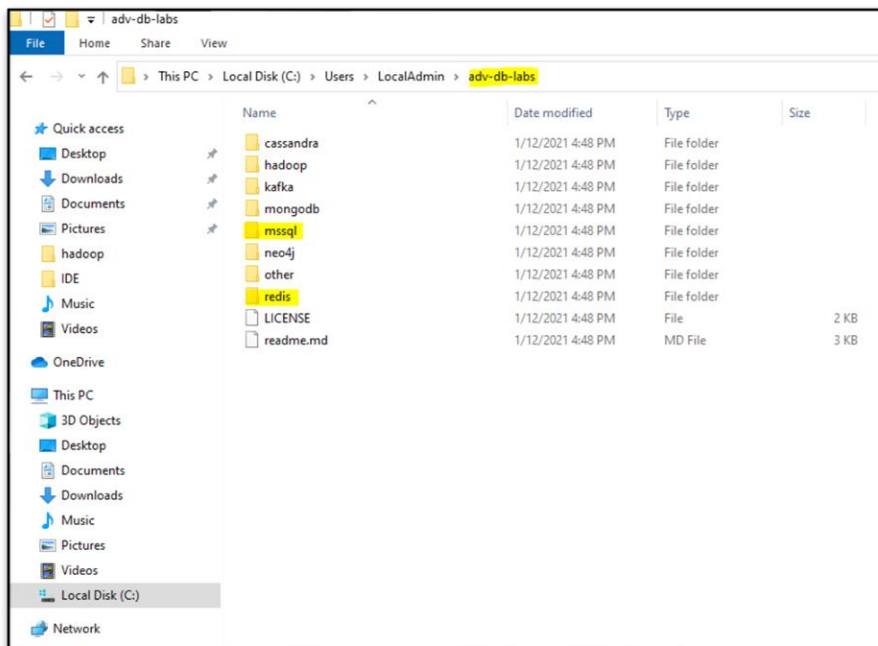 adv-db-labs
File Home Share View
This PC > Local Disk (C:) > Users > LocalAdmin > adv-db-labs
Name Date modified Type Size
Quick access
Desktop
Downloads
Documents
Pictures
hadoop
IDE
Music
Videos
OneDrive
This PC
3D Objects
Desktop
Documents
Downloads
Music
Pictures
Videos
Local Disk (C:)
Network
cassandra 1/12/2021 4:48 PM File folder
hadoop 1/12/2021 4:48 PM File folder
kafka 1/12/2021 4:48 PM File folder
mongodb 1/12/2021 4:48 PM File folder
mssql 1/12/2021 4:48 PM File folder
neo4j 1/12/2021 4:48 PM File folder
other 1/12/2021 4:48 PM File folder
redis 1/12/2021 4:48 PM File folder
LICENSE 1/12/2021 4:48 PM File 2 KB
readme.md 1/12/2021 4:48 PM MD File 3 KB